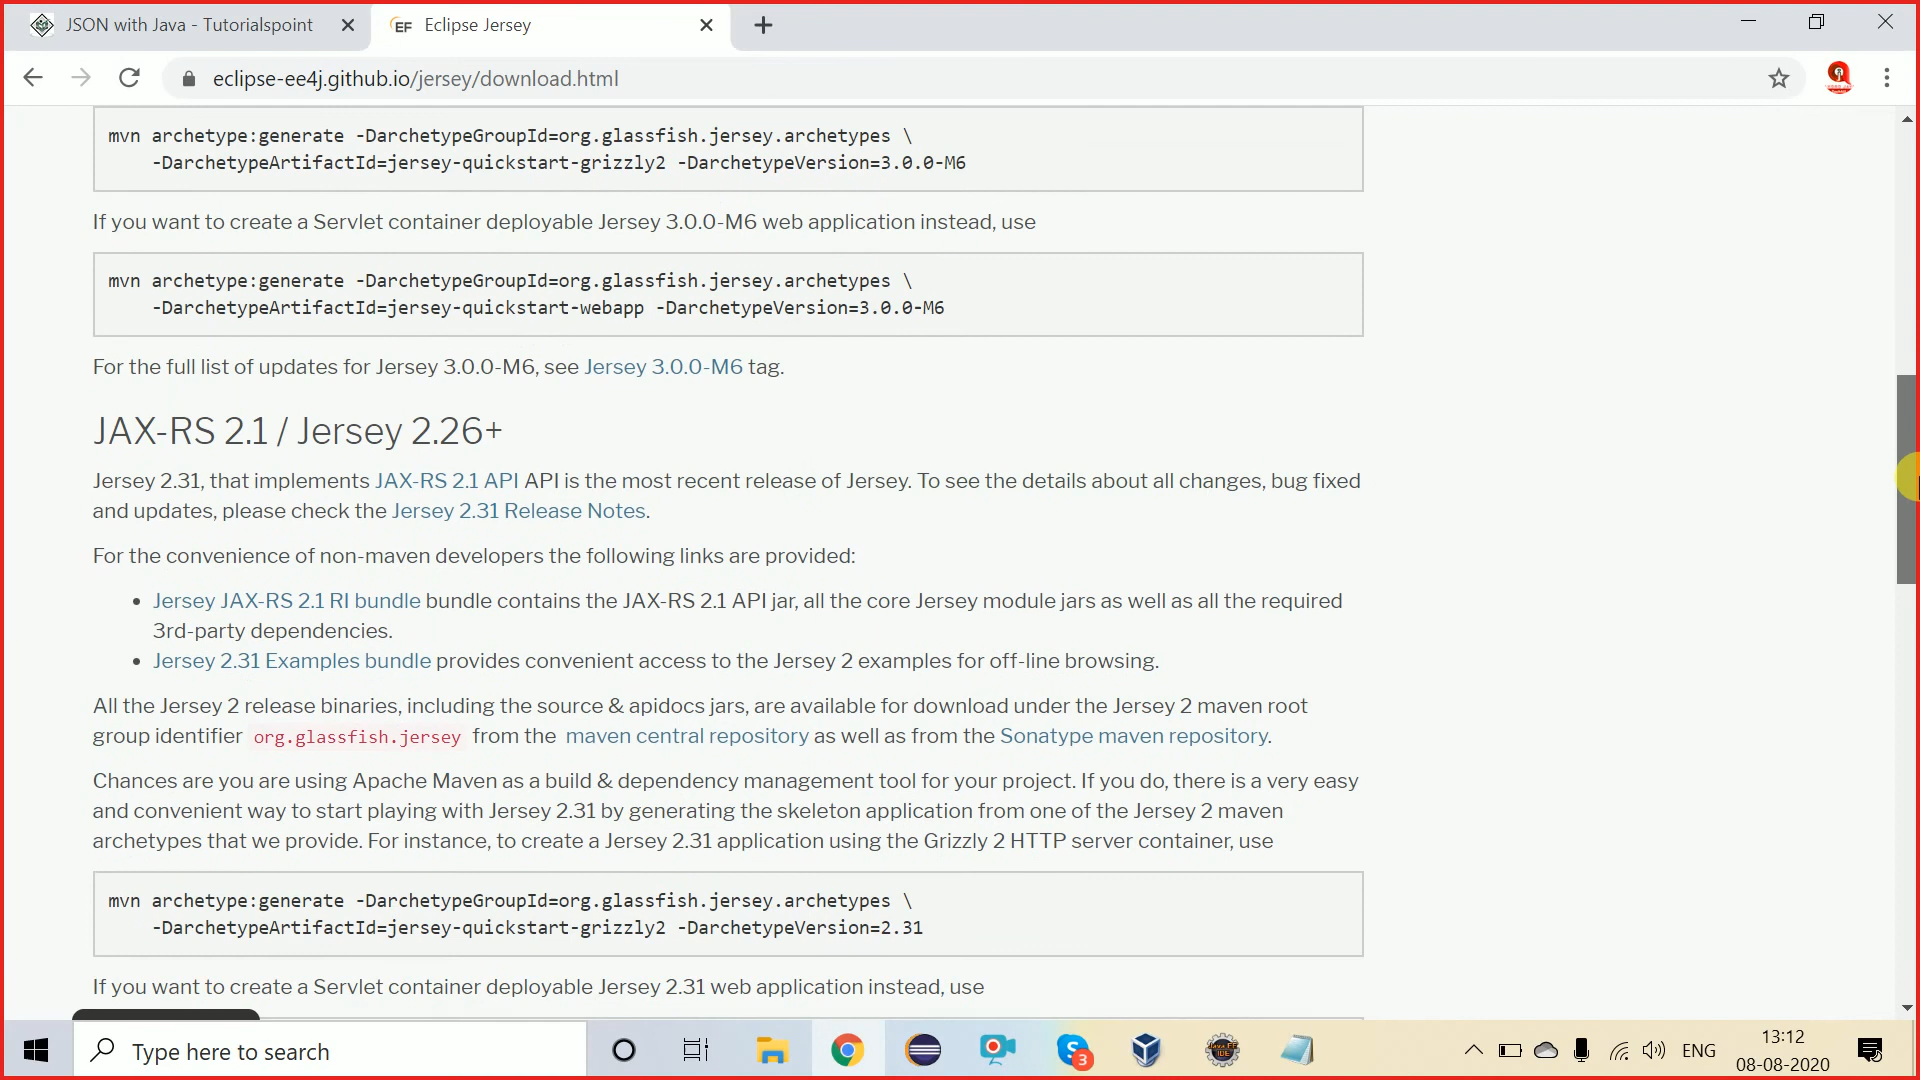 JSON with Java - Tutorialspoint
EF Eclipse Jersey
eclipse-ee4j.github.io/jersey/download.html
mvn archetype:generate -DarchetypeGroupId=org.glassfish.jersey.archetypes \
-DarchetypeArtifactId=jersey-quickstart-grizzly2 -DarchetypeVersion=3.0.0-M6
If you want to create a Servlet container deployable Jersey 3.0.0-M6 web application instead, use
mvn archetype:generate -DarchetypeGroupId=org.glassfish.jersey.archetypes \
-DarchetypeArtifactId=jersey-quickstart-webapp -DarchetypeVersion=3.0.0-M6
For the full list of updates for Jersey 3.0.0-M6, see Jersey 3.0.0-M6 tag.
JAX-RS 2.1 / Jersey 2.26+
Jersey 2.31, that implements JAX-RS 2.1 API API is the most recent release of Jersey. To see the details about all changes, bug fixed
and updates, please check the Jersey 2.31 Release Notes.
For the convenience of non-maven developers the following links are provided:
• Jersey JAX-RS 2.1 RI bundle bundle contains the JAX-RS 2.1 API jar, all the core Jersey module jars as well as all the required
3rd-party dependencies.
• Jersey 2.31 Examples bundle provides convenient access to the Jersey 2 examples for off-line browsing.
All the Jersey 2 release binaries, including the source & apidocs jars, are available for download under the Jersey 2 maven root
group identifier org.glassfish.jersey from the maven central repository as well as from the Sonatype maven repository.
Chances are you are using Apache Maven as a build & dependency management tool for your project. If you do, there is a very easy
and convenient way to start playing with Jersey 2.31 by generating the skeleton application from one of the Jersey 2 maven
archetypes that we provide. For instance, to create a Jersey 2.31 application using the Grizzly 2 HTTP server container, use
mvn archetype:generate -DarchetypeGroupId=org.glassfish.jersey.archetypes \
-DarchetypeArtifactId=jersey-quickstart-grizzly2 -DarchetypeVersion=2.31
If you want to create a Servlet container deployable Jersey 2.31 web application instead, use
Type here to search
S 3
JAVA EE
IDE
ENG
13:12
08-08-2020